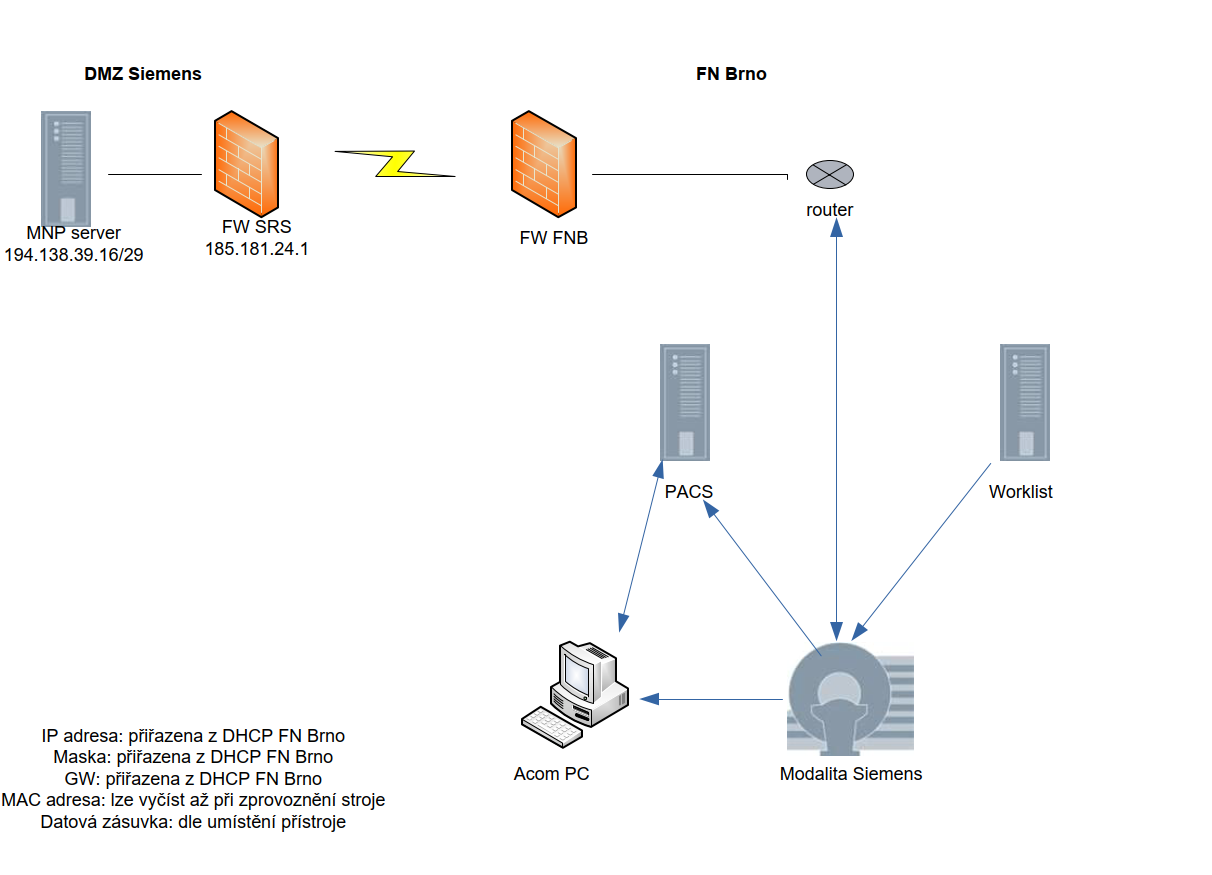 DMZ Siemens
FN Brno
MNP server
194.138.39.16/29
FW SRS
185.181.24.1
FW FNB
router
PACS
Worklist
Acom PC
Modalita Siemens
IP adresa: přiřazena z DHCP FN Brno
Maska: přiřazena z DHCP FN Brno
GW: přiřazena z DHCP FN Brno
MAC adresa: lze vyčíst až při zprovoznění stroje
Datová zásuvka: dle umístění přístroje